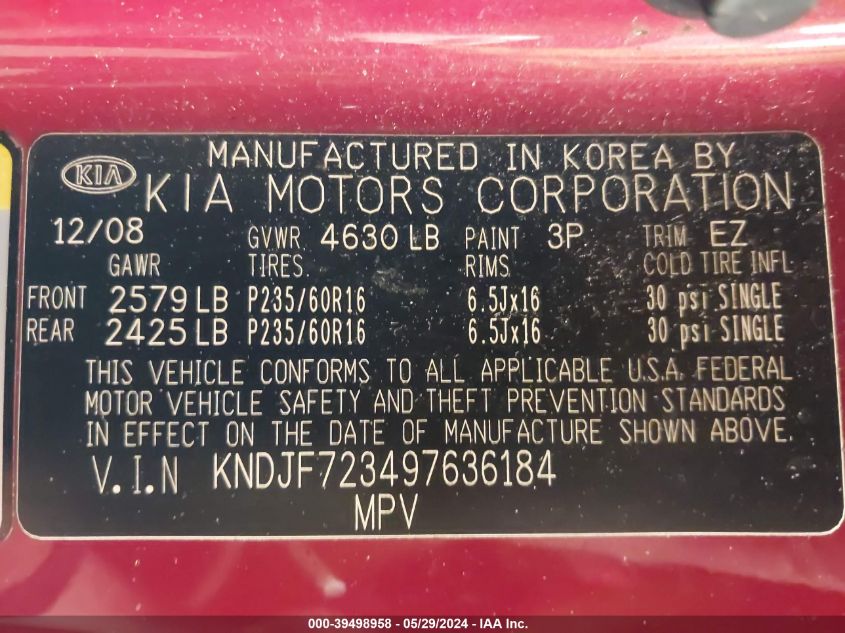 MANUFACTURED IN KOREA BY
KIA KIA MOTORS CORPORATION
12/08 GVWR 4630 LB PAINT 3P TRIM EZ
GAWR TIRES RIMS COLD TIRE INFL
FRONT 2579 LB P235/60R16 6.5Jx16 30 psi SINGLE
REAR 2425 LB P235/60R16 6.5Jx16 30 psi SINGLE
THIS VEHICLE CONFORMS TO ALL APPLICABLE U.S.A. FEDERAL
MOTOR VEHICLE SAFETY AND THEFT PREVENTION STANDARDS
IN EFFECT ON THE DATE OF MANUFACTURE SHOWN ABOVE.
V.I.N KNDJF723497636184
MPV
000-39498958 - 05/29/2024 - IAA Inc.